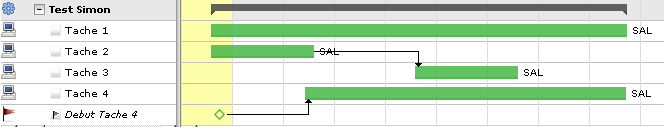 Test Simon
Tache 1 SAL
Tache 2 SAL
Tache 3 SAL
Tache 4 SAL
Debut Tache 4